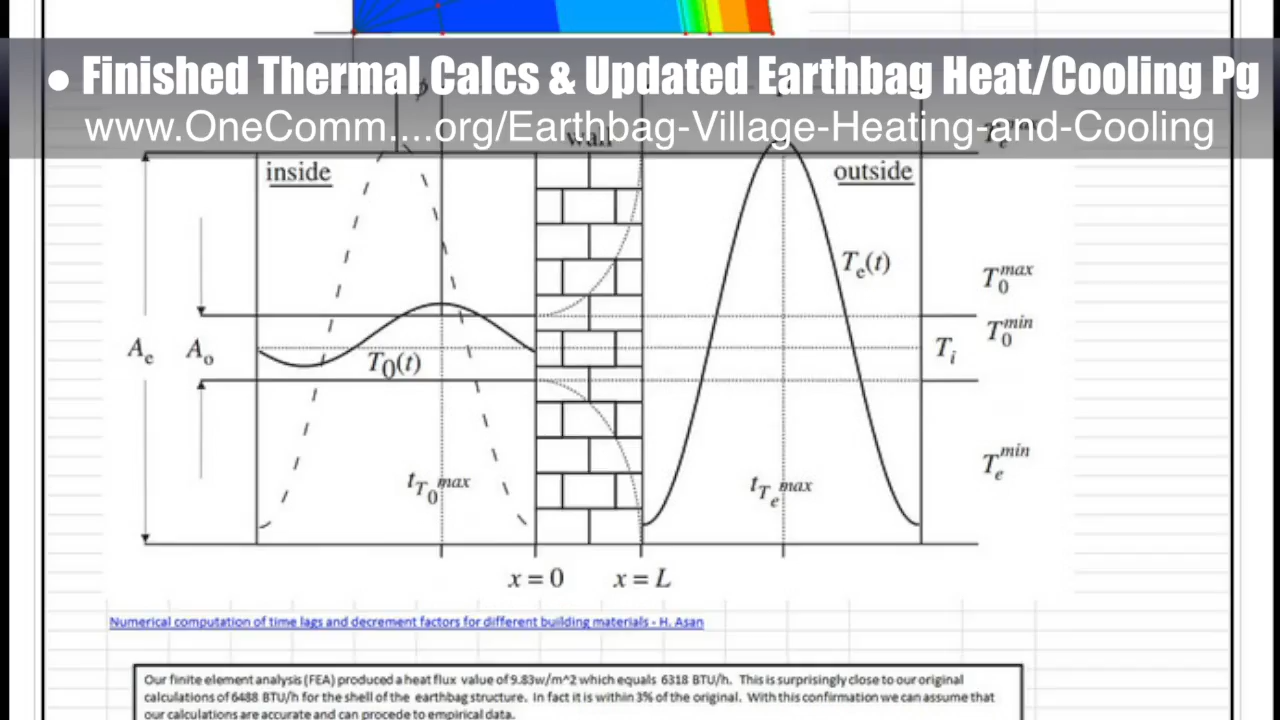 • Finished Thermal Calcs & Updated Earthbag Heat/Cooling Pg
www.OneComm....org/Earthbag-Village-Heating-and-Cooling
ϕ
wall
T_e^max
inside
outside
T_e(t)
T_0^max
T_0^min
A_e
A_o
T_0(t)
T_i
T_e^min
t_T_0^max
t_T_e^max
x = 0
x = L
Numerical computation of time lags and decrement factors for different building materials - H. Asan
Our finite element analysis (FEA) produced a heat flux value of 9.83w/m^2 which equals 6318 BTU/h. This is surprisingly close to our original
calculations of 6488 BTU/h for the shell of the earthbag structure. In fact it is within 3% of the original. With this confirmation we can assume that
our calculations are accurate and can procede to empirical data.